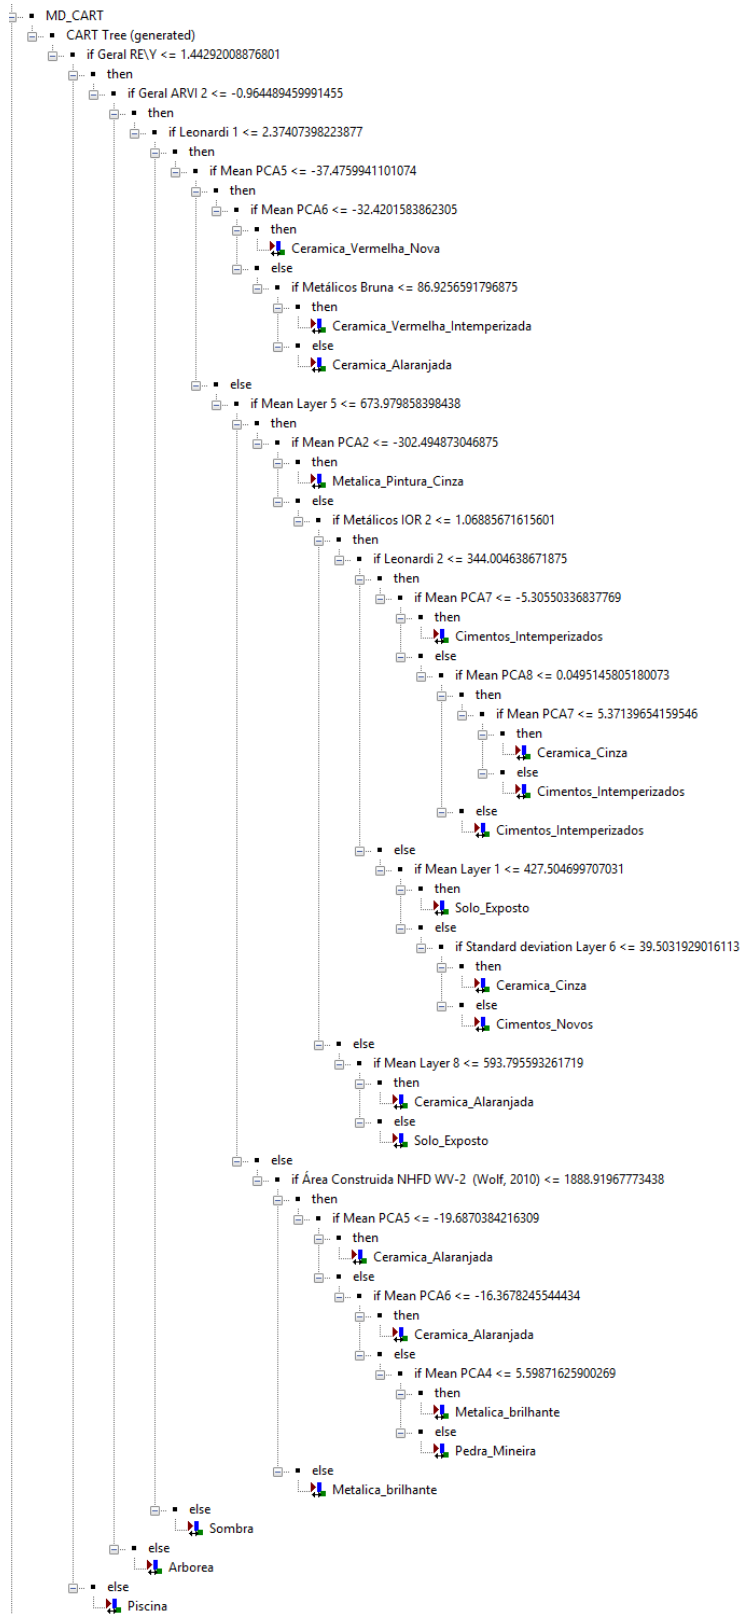 MD_CART
CART Tree (generated)
if Geral RE\Y <= 1.44292008876801
then
if Geral ARVI 2 <= -0.964489459991455
then
if Leonardi 1 <= 2.37407398223877
then
if Mean PCA5 <= -37.4759941101074
then
if Mean PCA6 <= -32.4201583862305
then
Ceramica_Vermelha_Nova
else
if Metálicos Bruna <= 86.9256591796875
then
Ceramica_Vermelha_Intemperizada
else
Ceramica_Alaranjada
else
if Mean Layer 5 <= 673.979858398438
then
if Mean PCA2 <= -302.494873046875
then
Metalica_Pintura_Cinza
else
if Metálicos IOR 2 <= 1.06885671615601
then
if Leonardi 2 <= 344.004638671875
then
if Mean PCA7 <= -5.30550336837769
then
Cimentos_Intemperizados
else
if Mean PCA8 <= 0.0495145805180073
then
if Mean PCA7 <= 5.37139654159546
then
Ceramica_Cinza
else
Cimentos_Intemperizados
else
Cimentos_Intemperizados
else
if Mean Layer 1 <= 427.504699707031
then
Solo_Exposto
else
if Standard deviation Layer 6 <= 39.5031929016113
then
Ceramica_Cinza
else
Cimentos_Novos
else
if Mean Layer 8 <= 593.795593261719
then
Ceramica_Alaranjada
else
Solo_Exposto
else
if Área Construida NHFD WV-2 (Wolf, 2010) <= 1888.91967773438
then
if Mean PCA5 <= -19.6870384216309
then
Ceramica_Alaranjada
else
if Mean PCA6 <= -16.3678245544434
then
Ceramica_Alaranjada
else
if Mean PCA4 <= 5.59871625900269
then
Metalica_brilhante
else
Pedra_Mineira
else
Metalica_brilhante
else
Sombra
else
Arborea
else
Piscina